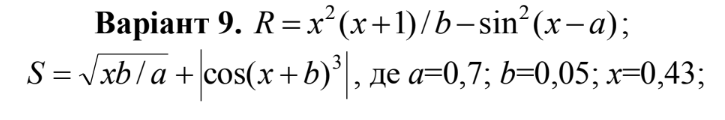 Варіант 9. R = x²(x+1)/b − sin²(x−a);
S = √xb/a + |cos(x+b)³|, де a=0,7; b=0,05; x=0,43;